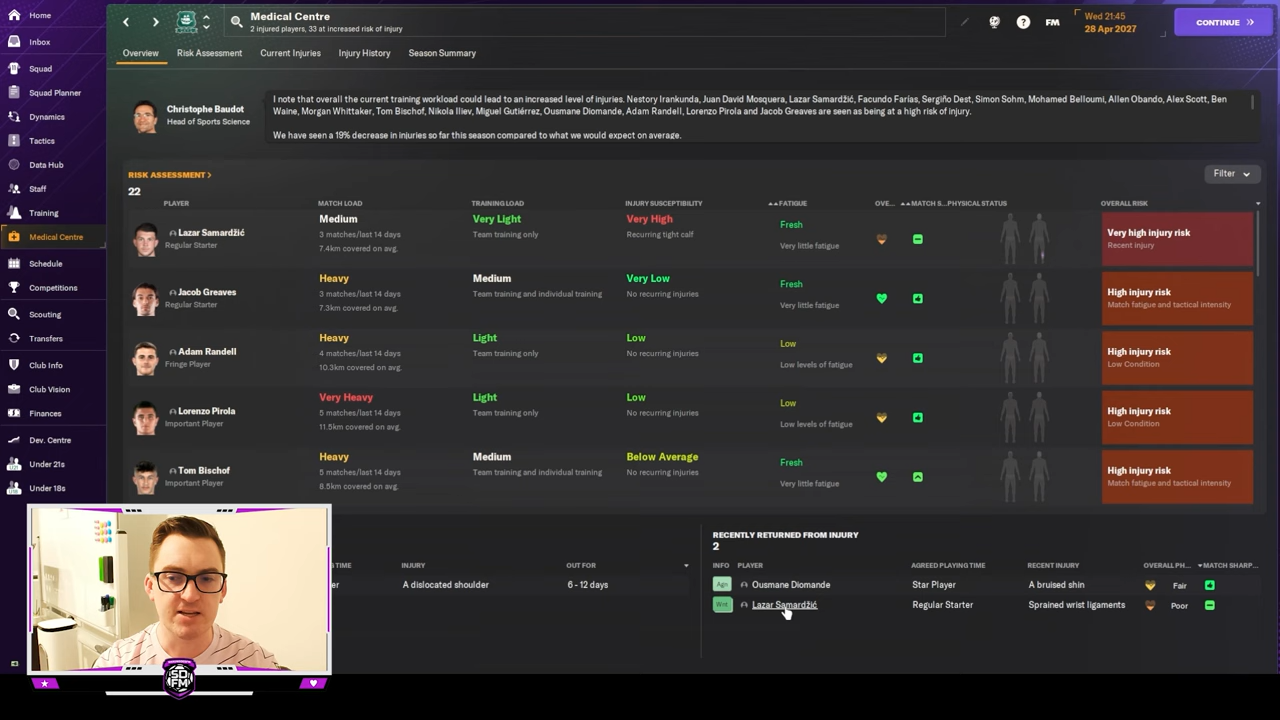 Home
Inbox
Squad
Squad Planner
Dynamics
Tactics
Data Hub
Staff
Training
Medical Centre
Schedule
Competitions
Scouting
Transfers
Club Info
Club Vision
Finances
Dev. Centre
Under 21s
Under 18s
Medical Centre
2 injured players, 33 at increased risk of injury
FM
Wed 21:45
28 Apr 2027
CONTINUE
Overview
Risk Assessment
Current Injuries
Injury History
Season Summary
Christophe Baudot
Head of Sports Science
I note that overall the current training workload could lead to an increased level of injuries. Nestory Irankunda, Juan David Mosquera, Lazar Samardžić, Facundo Farías, Sergiño Dest, Simon Sohm, Mohamed Belloumi, Allen Obando, Alex Scott, Ben
Waine, Morgan Whittaker, Tom Bischof, Nikola Iliev, Miguel Gutiérrez, Ousmane Diomande, Adam Randell, Lorenzo Pirola and Jacob Greaves are seen as being at a high risk of injury.
We have seen a 19% decrease in injuries so far this season compared to what we would expect on average.
RISK ASSESSMENT >
22
Filter
PLAYER MATCH LOAD TRAINING LOAD INJURY SUSCEPTIBILITY FATIGUE OVE... MATCH S... PHYSICAL STATUS OVERALL RISK
Lazar Samardžić
Regular Starter
Medium
3 matches/last 14 days
7.4km covered on avg.
Very Light
Team training only
Very High
Recurring tight calf
Fresh
Very little fatigue
Very high injury risk
Recent injury
Jacob Greaves
Regular Starter
Heavy
3 matches/last 14 days
7.3km covered on avg.
Medium
Team training and individual training
Very Low
No recurring injuries
Fresh
Very little fatigue
High injury risk
Match fatigue and tactical intensity
Adam Randell
Fringe Player
Heavy
4 matches/last 14 days
10.3km covered on avg.
Light
Team training only
Low
No recurring injuries
Low
Low levels of fatigue
High injury risk
Low Condition
Lorenzo Pirola
Important Player
Very Heavy
5 matches/last 14 days
11.5km covered on avg.
Light
Team training only
Low
No recurring injuries
Low
Low levels of fatigue
High injury risk
Low Condition
Tom Bischof
Important Player
Heavy
5 matches/last 14 days
8.5km covered on avg.
Medium
Team training and individual training
Below Average
No recurring injuries
Fresh
Very little fatigue
High injury risk
Match fatigue and tactical intensity
INJURY OUT FOR
A dislocated shoulder 6 - 12 days
RECENTLY RETURNED FROM INJURY
2
INFO PLAYER AGREED PLAYING TIME RECENT INJURY OVERALL PH... MATCH SHARP...
Agn Ousmane Diomande Star Player A bruised shin Fair
Wnt Lazar Samardžić Regular Starter Sprained wrist ligaments Poor
SD
FM